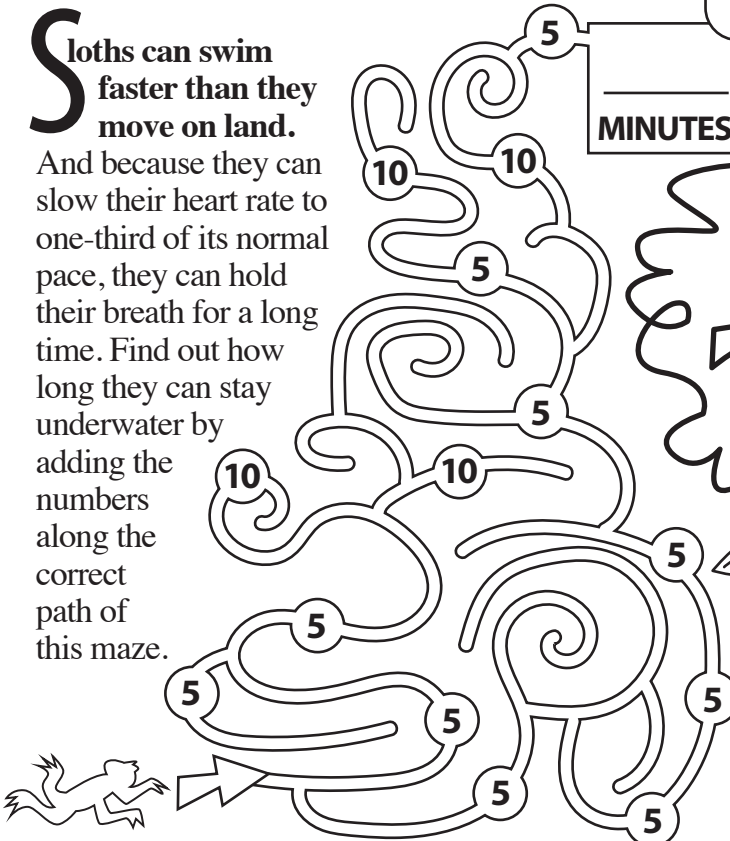 Sloths can swim
faster than they
move on land.
And because they can
slow their heart rate to
one-third of its normal
pace, they can hold
their breath for a long
time. Find out how
long they can stay
underwater by
adding the
numbers
along the
correct
path of
this maze.
5
MINUTES
10
10
5
5
10
10
5
5
5
5
5
5
5